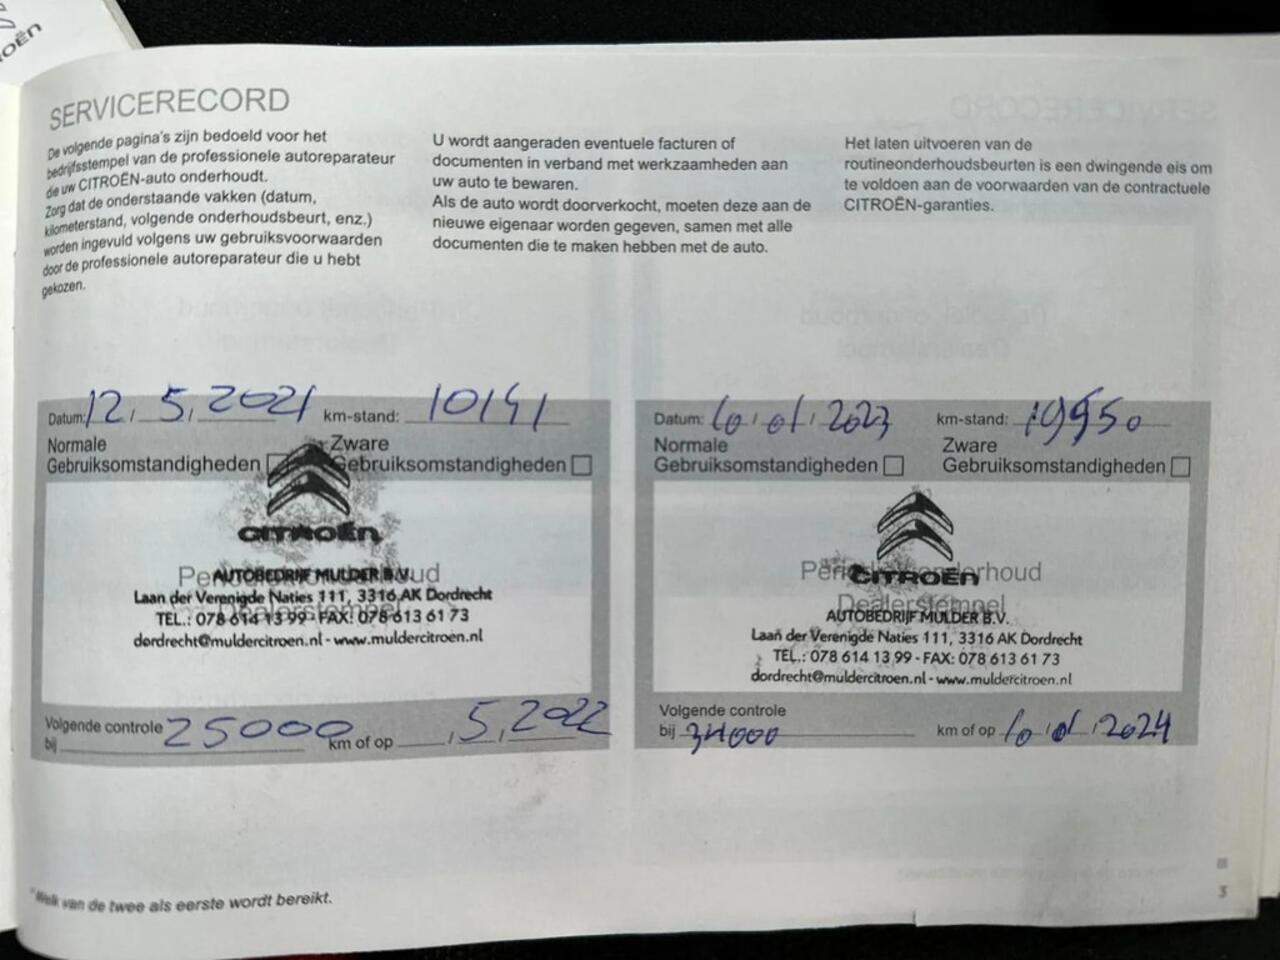 OËN
SERVICERECORD
De volgende pagina's zijn bedoeld voor het
bedrijfsstempel van de professionele autoreparateur
die uw CITROËN-auto onderhoudt.
Zorg dat de onderstaande vakken (datum,
kilometerstand, volgende onderhoudsbeurt, enz.)
worden ingevuld volgens uw gebruiksvoorwaarden
door de professionele autoreparateur die u hebt
gekozen.
U wordt aangeraden eventuele facturen of
documenten in verband met werkzaamheden aan
uw auto te bewaren.
Als de auto wordt doorverkocht, moeten deze aan de
nieuwe eigenaar worden gegeven, samen met alle
documenten die te maken hebben met de auto.
Het laten uitvoeren van de
routineonderhoudsbeurten is een dwingende eis om
te voldoen aan de voorwaarden van de contractuele
CITROËN-garanties.
Datum: 12 / 5 / 2021 km-stand: 10141
Normale Zware
Gebruiksomstandigheden Gebruiksomstandigheden
CITROËN
AUTOBEDRIJF MULDER B.V.
Laan der Verenigde Naties 111, 3316 AK Dordrecht
TEL.: 078 614 13 99 - FAX: 078 613 61 73
dordrecht@muldercitroen.nl - www.muldercitroen.nl
Volgende controle
bij 25000 km of op / 5 / 2022
Datum: 10 / 01 / 2023 km-stand: 19950
Normale Zware
Gebruiksomstandigheden Gebruiksomstandigheden
Periodiek onderhoud
CITROËN
Dealerstempel
AUTOBEDRIJF MULDER B.V.
Laan der Verenigde Naties 111, 3316 AK Dordrecht
TEL.: 078 614 13 99 - FAX: 078 613 61 73
dordrecht@muldercitroen.nl - www.muldercitroen.nl
Volgende controle
bij 34000 km of op 10 / 01 / 2024
*Welk van de twee als eerste wordt bereikt.
3